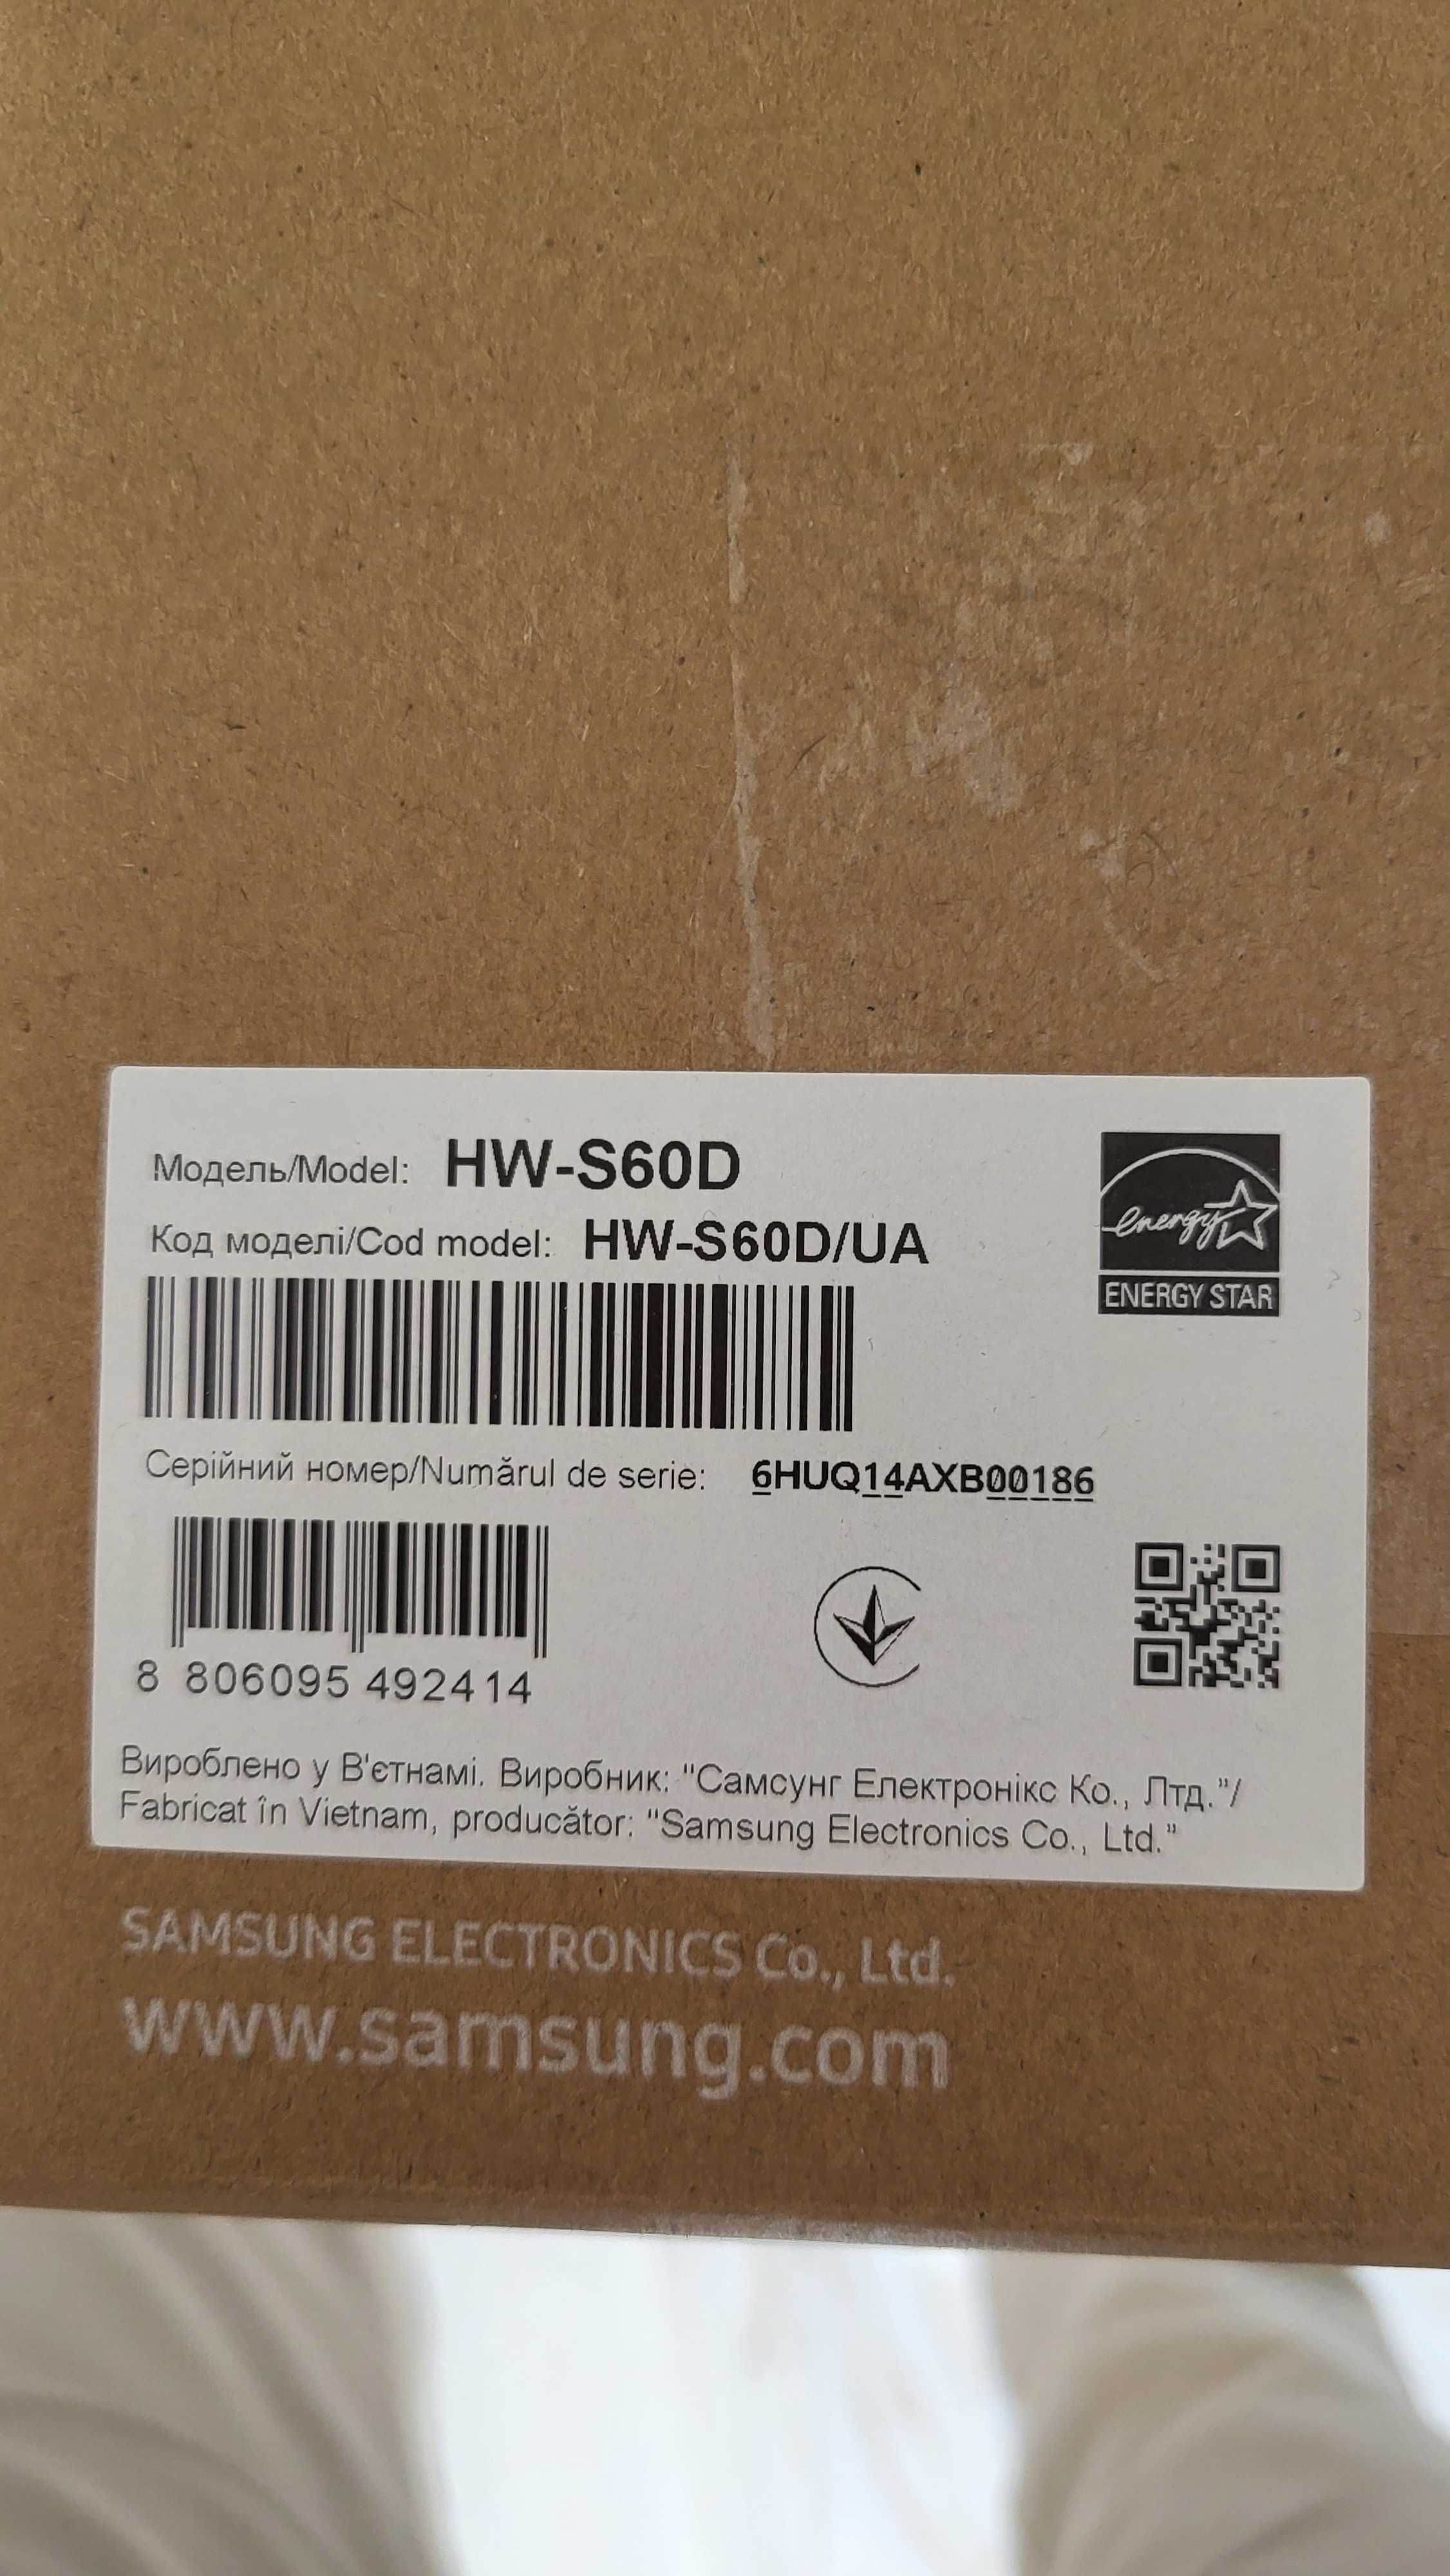 Модель/Model: HW-S60D
Код моделі/Cod model: HW-S60D/UA
energy
ENERGY STAR
Серійний номер/Numărul de serie: 6HUQ14AXB00186
8 806095 492414
Вироблено у В'єтнамі. Виробник: "Самсунг Електронікс Ко., Лтд."/
Fabricat în Vietnam, producător: "Samsung Electronics Co., Ltd."
SAMSUNG ELECTRONICS Co., Ltd.
www.samsung.com